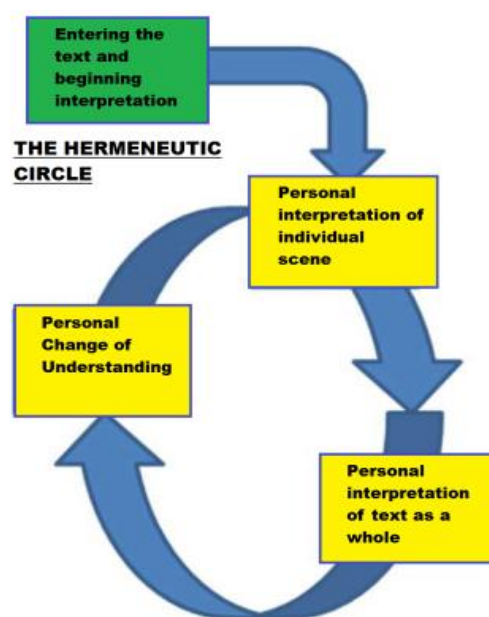 Entering the
text and
beginning
interpretation
THE HERMENEUTIC
CIRCLE
Personal
interpretation of
individual
scene
Personal
Change of
Understanding
Personal
interpretation
of text as a
whole